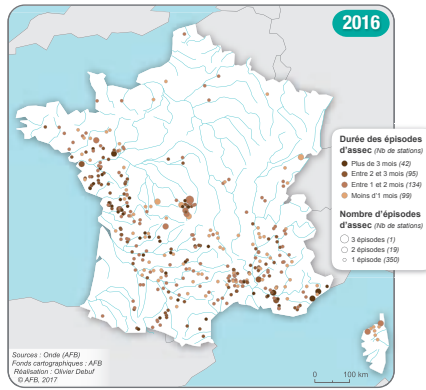 2016
Durée des épisodes
d'assec (Nb de stations)
Plus de 3 mois (42)
Entre 2 et 3 mois (95)
Entre 1 et 2 mois (134)
Moins d'1 mois (99)
Nombre d'épisodes
d'assec (Nb de stations)
3 épisodes (1)
2 épisodes (19)
1 épisode (350)
Sources : Onde (AFB)
Fonds cartographiques : AFB
Réalisation : Olivier Debuf
© AFB, 2017
0 100 km